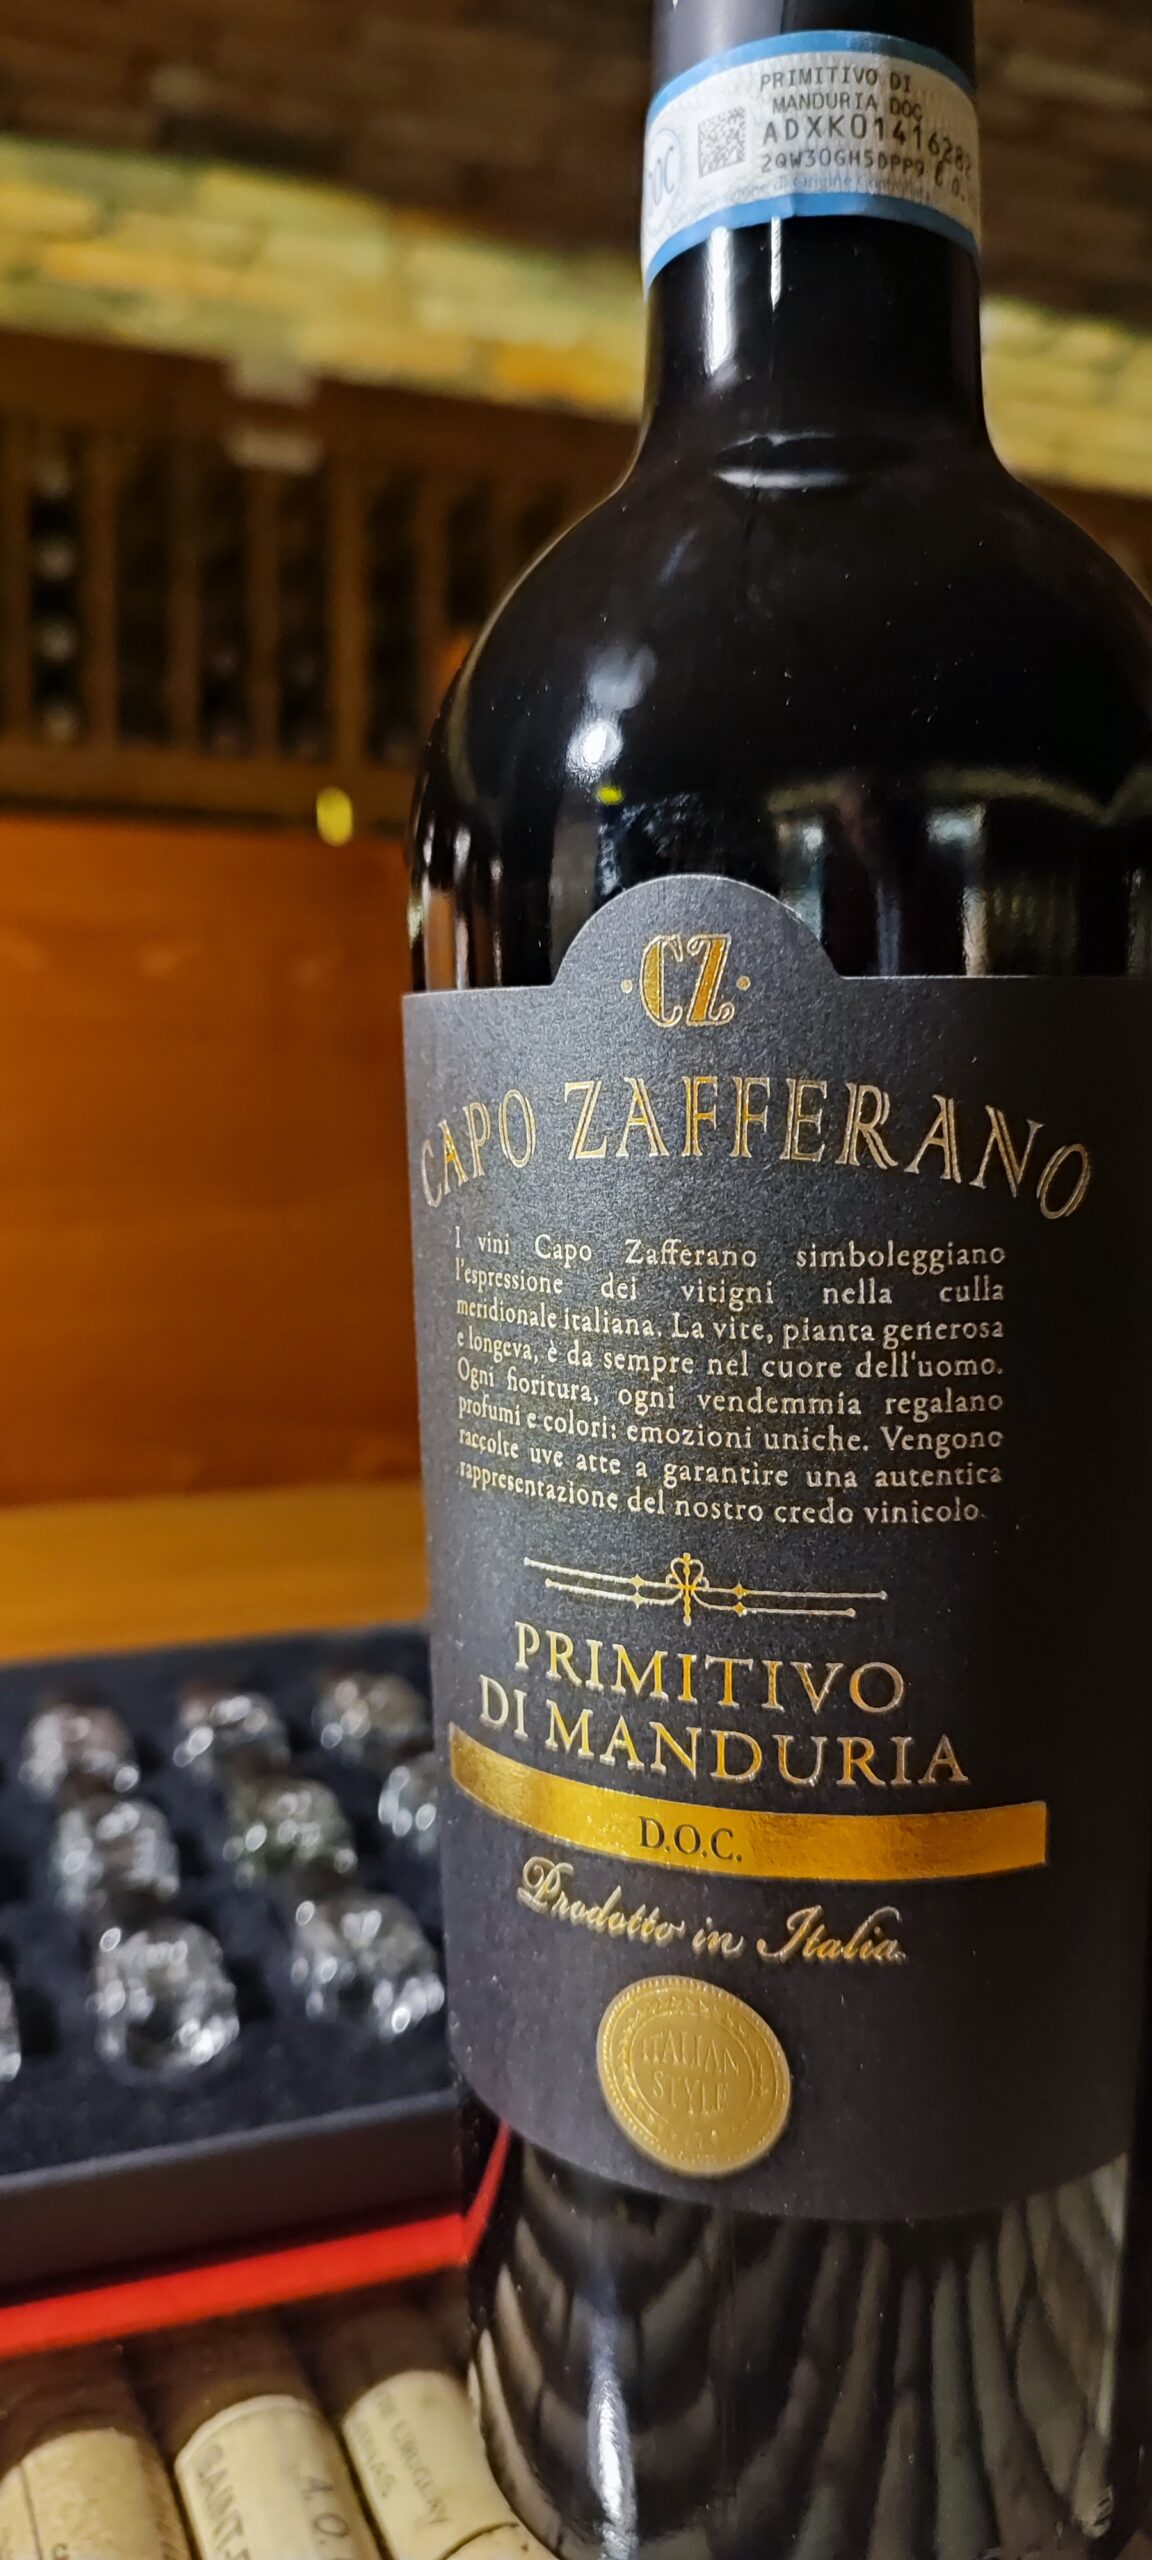 PRIMITIVO DI
MANDURIA DOC
ADXK01416282
2QW3OGM5DPP9
CZ
CAPO ZAFFERANO
I vini Capo Zafferano simboleggiano
l'espressione dei vitigni nella culla
meridionale italiana. La vite, pianta generosa
e longeva, è da sempre nel cuore dell'uomo.
Ogni fioritura, ogni vendemmia regalano
profumi e colori: emozioni uniche. Vengono
raccolte uve atte a garantire una autentica
rappresentazione del nostro credo vinicolo.
PRIMITIVO
DI MANDURIA
D.O.C.
Prodotto in Italia
ITALIAN
STYLE
SAINT